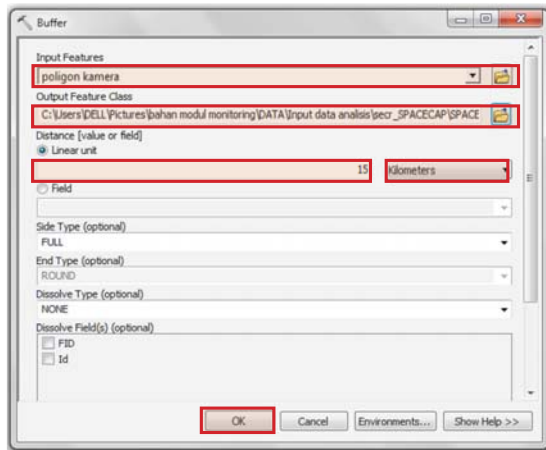 Buffer
Input Features
poligon kamera
Output Feature Class
C:\Users\DELL\Pictures\bahan modul monitoring\DATA\Input data analisis\secr_SPACECAP\SPACE
Distance [value or field]
Linear unit
15 Kilometers
Field
Side Type (optional)
FULL
End Type (optional)
ROUND
Dissolve Type (optional)
NONE
Dissolve Field(s) (optional)
FID
Id
OK Cancel Environments... Show Help >>